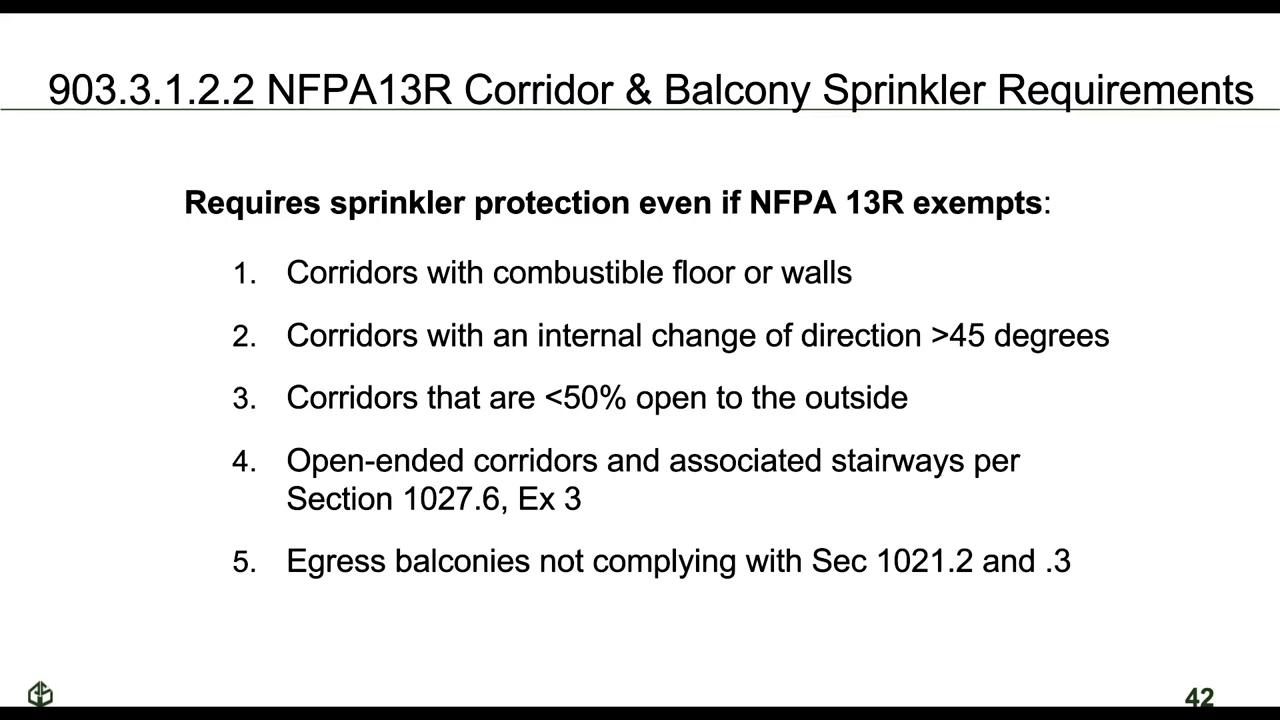 903.3.1.2.2 NFPA13R Corridor & Balcony Sprinkler Requirements
Requires sprinkler protection even if NFPA 13R exempts:
1. Corridors with combustible floor or walls
2. Corridors with an internal change of direction >45 degrees
3. Corridors that are <50% open to the outside
4. Open-ended corridors and associated stairways per
Section 1027.6, Ex 3
5. Egress balconies not complying with Sec 1021.2 and .3
42